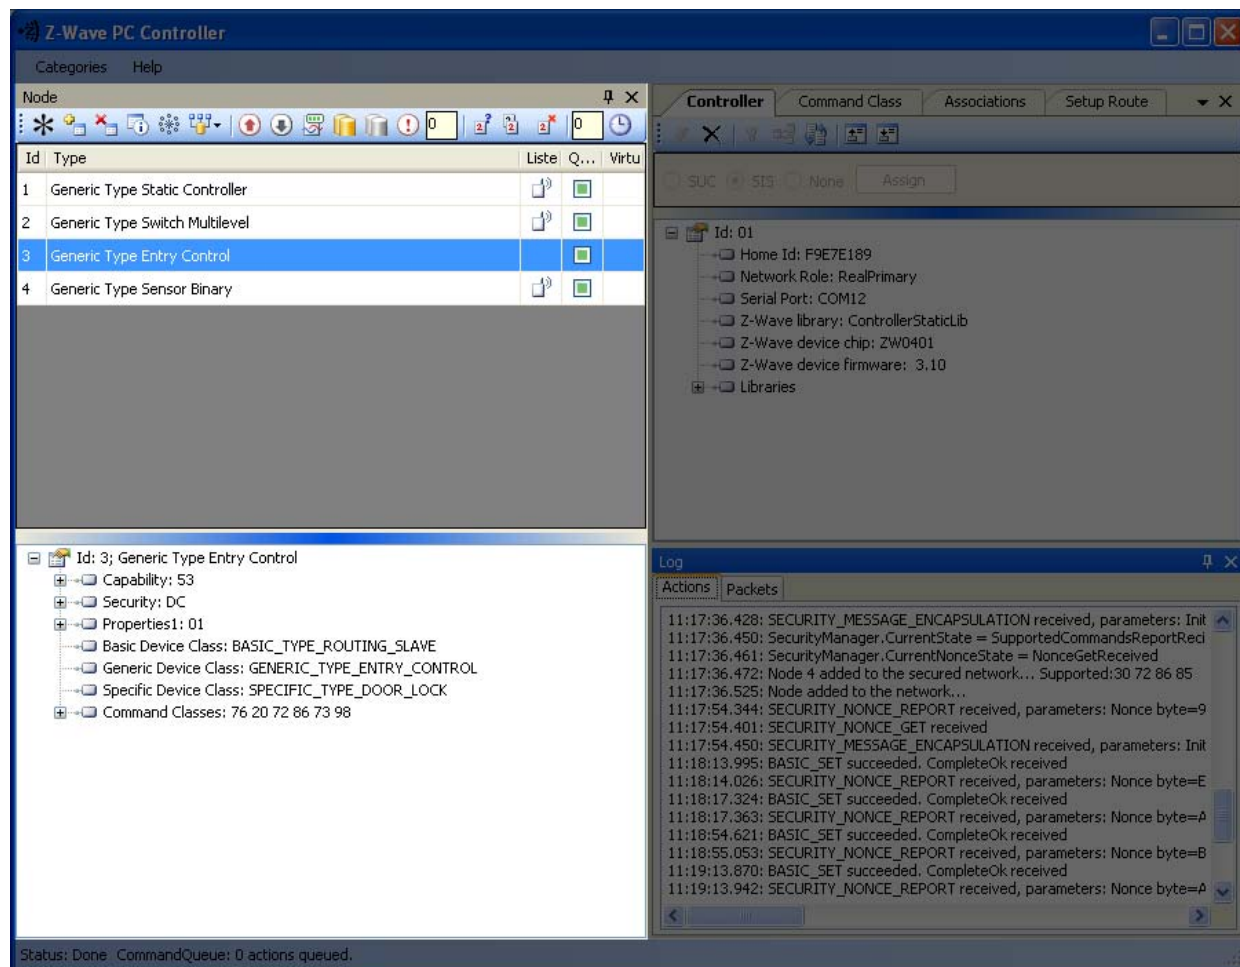 Z-Wave PC Controller
Categories Help
Node
0 0
Id Type Liste Q... Virtu
1 Generic Type Static Controller
2 Generic Type Switch Multilevel
3 Generic Type Entry Control
4 Generic Type Sensor Binary
Id: 3; Generic Type Entry Control
Capability: 53
Security: DC
Properties1: 01
Basic Device Class: BASIC_TYPE_ROUTING_SLAVE
Generic Device Class: GENERIC_TYPE_ENTRY_CONTROL
Specific Device Class: SPECIFIC_TYPE_DOOR_LOCK
Command Classes: 76 20 72 86 73 98
Controller Command Class Associations Setup Route
SUC SIS None Assign
Id: 01
Home Id: F9E7E189
Network Role: RealPrimary
Serial Port: COM12
Z-Wave library: ControllerStaticLib
Z-Wave device chip: ZW0401
Z-Wave device firmware: 3.10
Libraries
Log
Actions Packets
11:17:36.428: SECURITY_MESSAGE_ENCAPSULATION received, parameters: Init
11:17:36.450: SecurityManager.CurrentState = SupportedCommandsReportReci
11:17:36.461: SecurityManager.CurrentNonceState = NonceGetReceived
11:17:36.472: Node 4 added to the secured network... Supported:30 72 86 85
11:17:36.525: Node added to the network...
11:17:54.344: SECURITY_NONCE_REPORT received, parameters: Nonce byte=9
11:17:54.401: SECURITY_NONCE_GET received
11:17:54.450: SECURITY_MESSAGE_ENCAPSULATION received, parameters: Init
11:18:13.995: BASIC_SET succeeded. CompleteOk received
11:18:14.026: SECURITY_NONCE_REPORT received, parameters: Nonce byte=E
11:18:17.324: BASIC_SET succeeded. CompleteOk received
11:18:17.363: SECURITY_NONCE_REPORT received, parameters: Nonce byte=A
11:18:54.621: BASIC_SET succeeded. CompleteOk received
11:18:55.053: SECURITY_NONCE_REPORT received, parameters: Nonce byte=B
11:19:13.870: BASIC_SET succeeded. CompleteOk received
11:19:13.942: SECURITY_NONCE_REPORT received, parameters: Nonce byte=A
Status: Done CommandQueue: 0 actions queued.